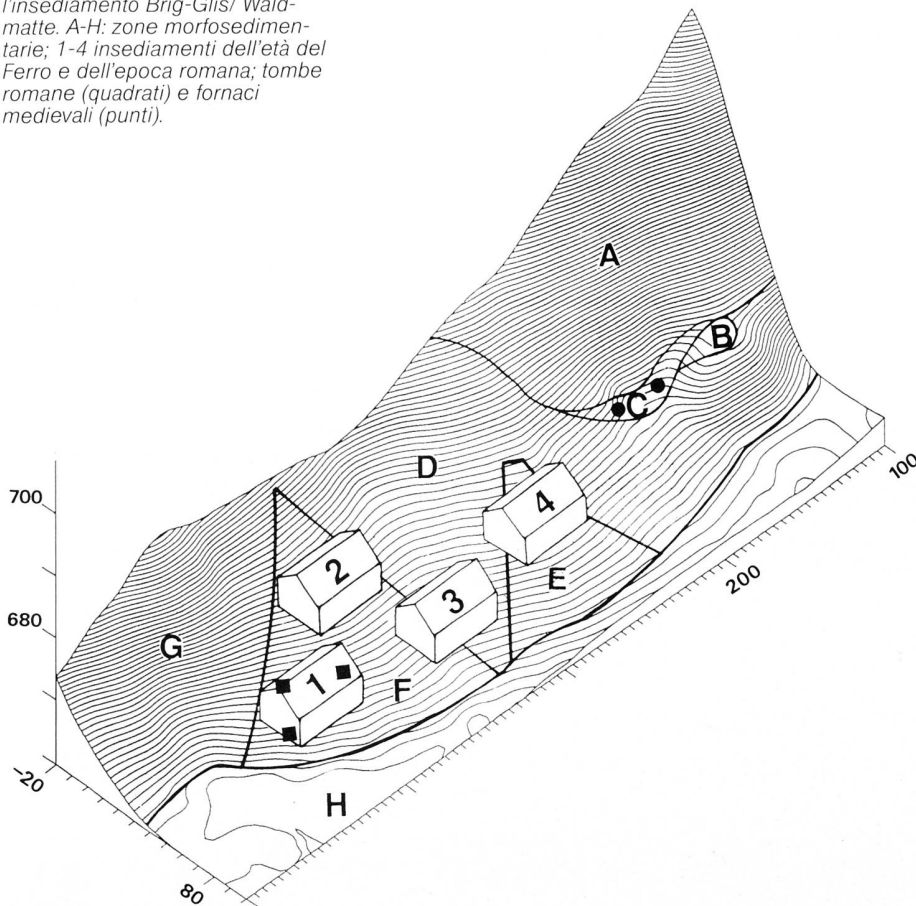 l'insediamento Brig-Glis/ Wald-
matte. A-H: zone morfosedimen-
tarie; 1-4 insediamenti dell'età del
Ferro e dell'epoca romana; tombe
romane (quadrati) e fornaci
medievali (punti).
A
B
C
D
700
4
100
2
E
200
3
680
G
1
F
-20
H
80